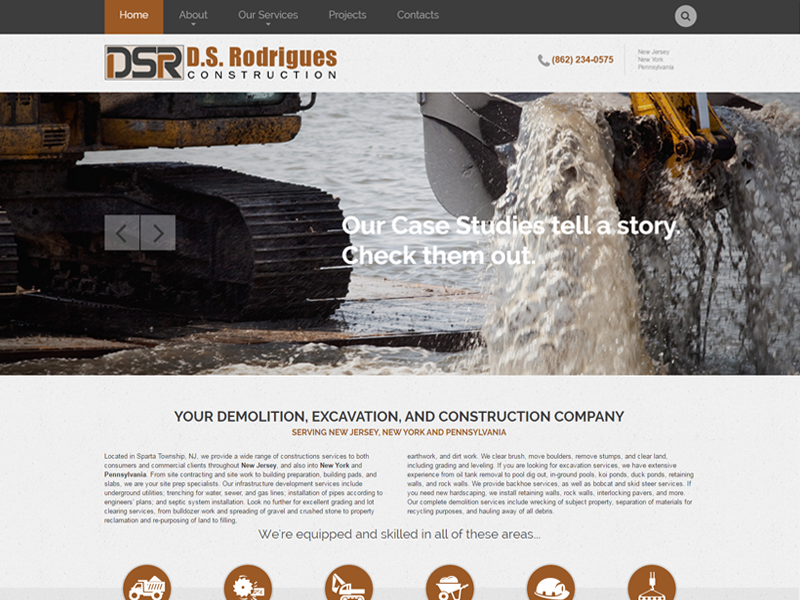 Home About Our Services Projects Contacts
DSR D.S. Rodrigues
CONSTRUCTION
(862) 234-0575
New Jersey
New York
Pennsylvania
Our Case Studies tell a story.
Check them out.
YOUR DEMOLITION, EXCAVATION, AND CONSTRUCTION COMPANY
SERVING NEW JERSEY, NEW YORK AND PENNSYLVANIA
Located in Sparta Township, NJ, we provide a wide range of constructions services to both
consumers and commercial clients throughout New Jersey, and also into New York and
Pennsylvania. From site contracting and site work to building preparation, building pads, and
slabs, we are your site prep specialists. Our infrastructure development services include
underground utilities; trenching for water, sewer, and gas lines; installation of pipes according to
engineers' plans; and septic system installation. Look no further for excellent grading and lot
clearing services, from bulldozer work and spreading of gravel and crushed stone to property
reclamation and re-purposing of land to filling,
earthwork, and dirt work. We clear brush, move boulders, remove stumps, and clear land,
including grading and leveling. If you are looking for excavation services, we have extensive
experience from oil tank removal to pool dig out, in-ground pools, koi ponds, duck ponds, retaining
walls, and rock walls. We provide backhoe services, as well as bobcat and skid steer services. If
you need new hardscaping, we install retaining walls, rock walls, interlocking pavers, and more.
Our complete demolition services include wrecking of subject property, separation of materials for
recycling purposes, and hauling away of all debris.
We're equipped and skilled in all of these areas...